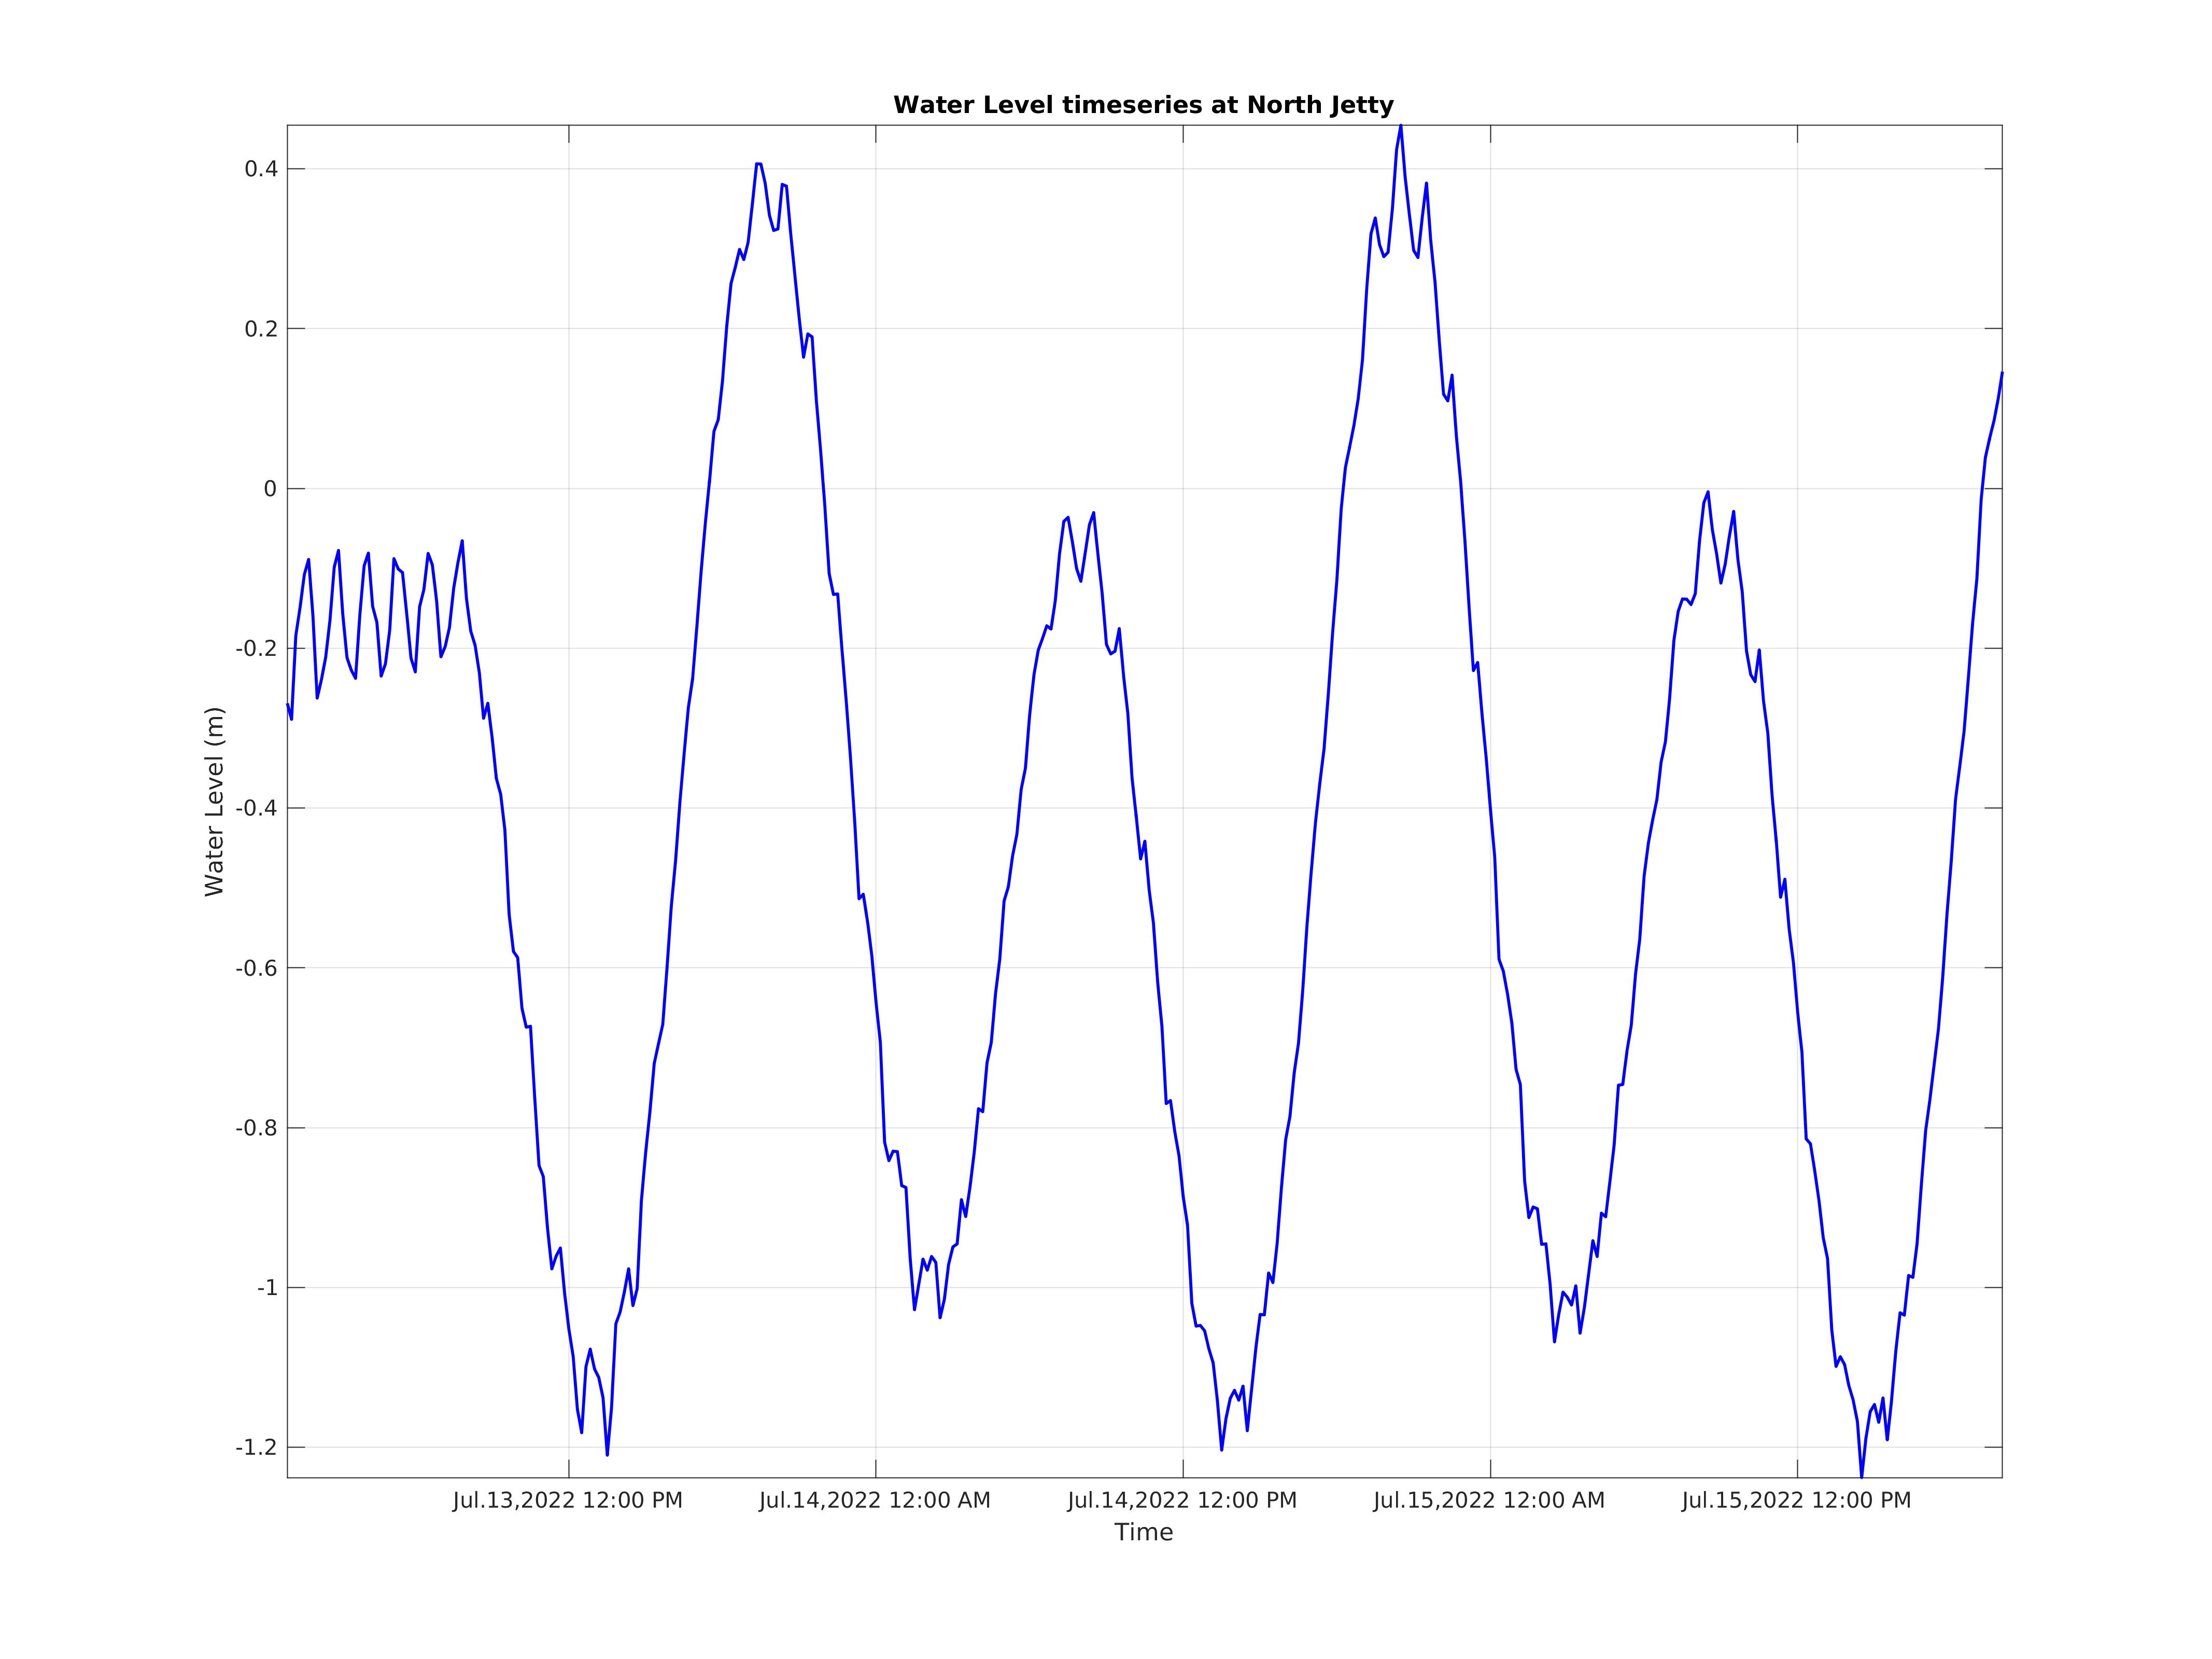 Water Level timeseries at North Jetty
0.4
0.2
0
-0.2
-0.4
-0.6
-0.8
-1
-1.2
Water Level (m)
Jul.13,2022 12:00 PM
Jul.14,2022 12:00 AM
Jul.14,2022 12:00 PM
Jul.15,2022 12:00 AM
Jul.15,2022 12:00 PM
Time